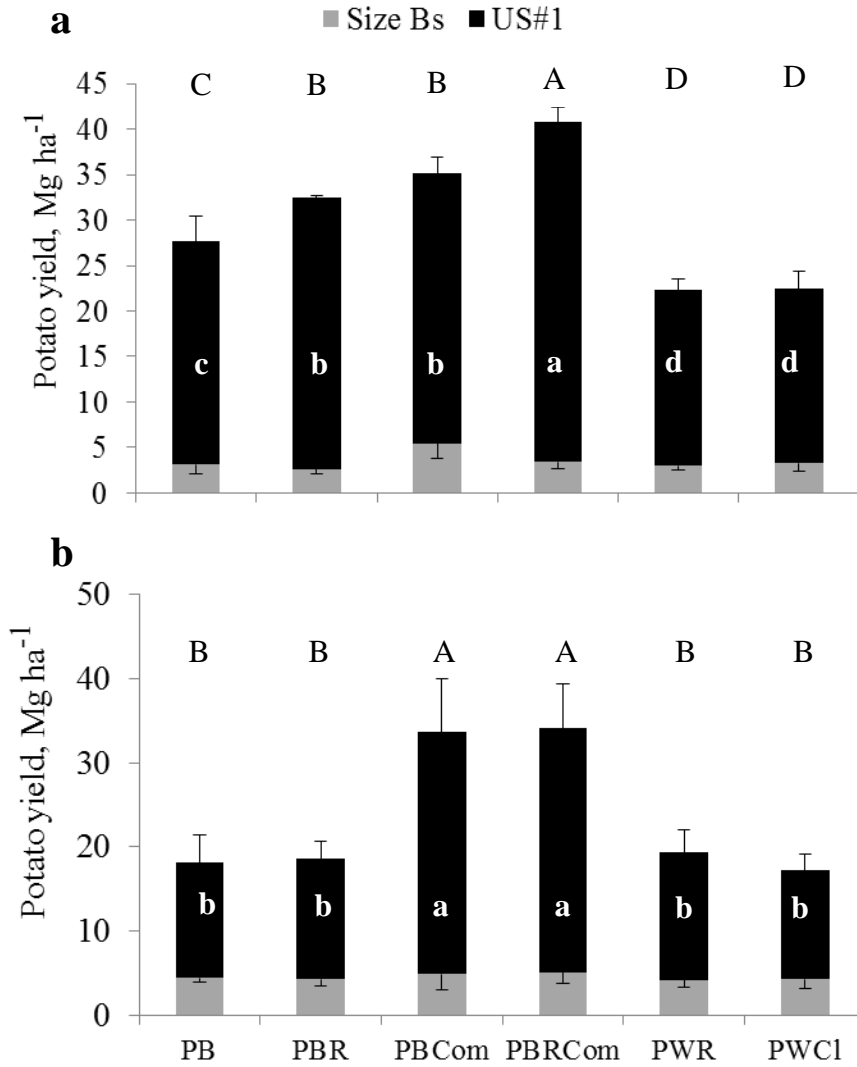 a
Size Bs US#1
C B B A D D
45
40
35
30
25
20
15
10
5
0
Potato yield, Mg ha⁻¹
c b b a d d
b
50
40
30
20
10
0
Potato yield, Mg ha⁻¹
B B A A B B
b b a a b b
PB PBR PBCom PBRCom PWR PWCl